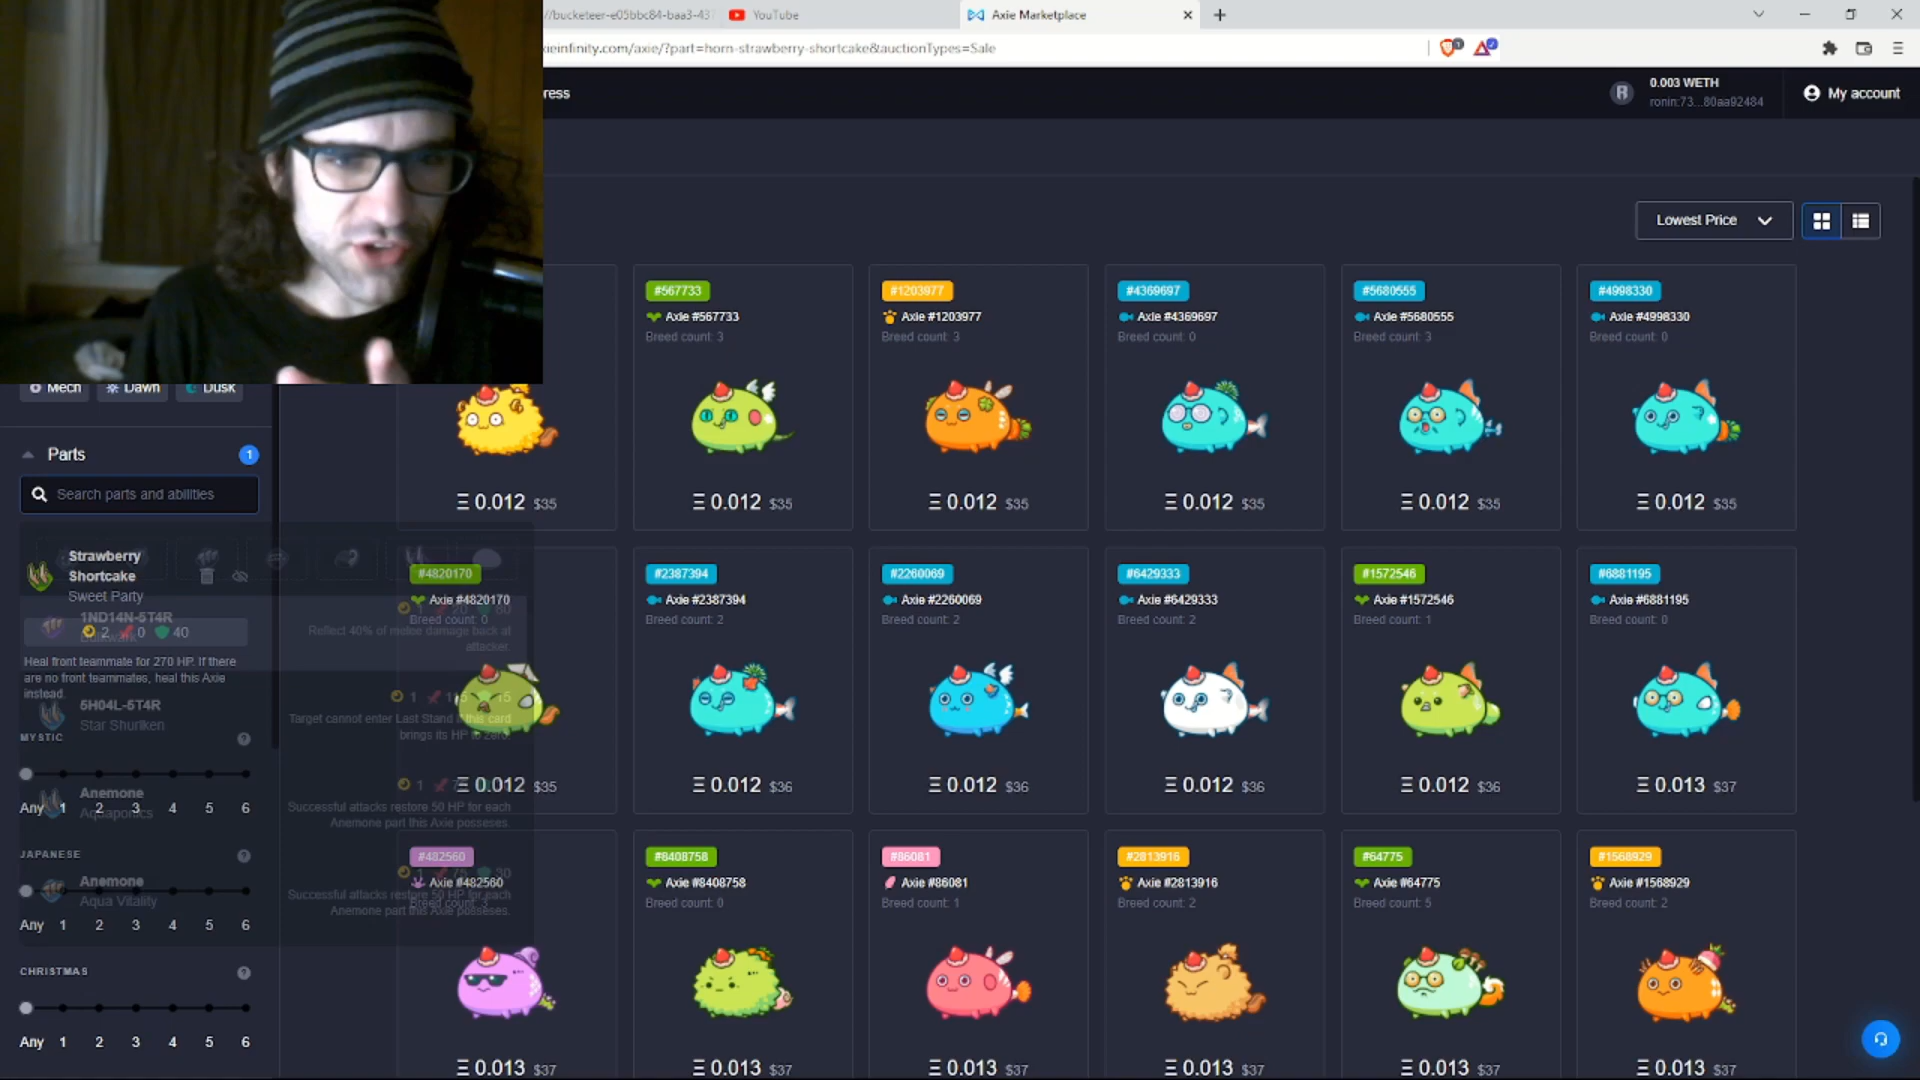 //bucketeer-e05bbc84-baa3-437
YouTube
Axie Marketplace
ieinfinity.com/axie/?part=horn-strawberry-shortcake&auctionTypes=Sale
ress
0.003 WETH
ronin:73...80aa92484
My account
Lowest Price
Mech
Dawn
Dusk
Parts
1
Search parts and abilities
Strawberry
Shortcake
Sweet Party
1ND14N-5T4R
2
0
40
Heal front teammate for 270 HP. If there
are no front teammates, heal this Axie
instead.
Reflect 40% of melee damage back at
attacker.
5H04L-5T4R
Star Shuriken
Target cannot enter Last Stand if this card
brings its HP to zero.
MYSTIC
Any 1 2 3 4 5 6
Anemone
Aquaponics
Successful attacks restore 50 HP for each
Anemone part this Axie posseses.
JAPANESE
Anemone
Aqua Vitality
Successful attacks restore 50 HP for each
Anemone part this Axie posseses.
Any 1 2 3 4 5 6
CHRISTMAS
Any 1 2 3 4 5 6
Ξ 0.012 $35
#567733
Axie #567733
Breed count: 3
Ξ 0.012 $35
#1203977
Axie #1203977
Breed count: 3
Ξ 0.012 $35
#4369697
Axie #4369697
Breed count: 0
Ξ 0.012 $35
#5680555
Axie #5680555
Breed count: 3
Ξ 0.012 $35
#4998330
Axie #4998330
Breed count: 0
Ξ 0.012 $35
#4820170
Axie #4820170
Breed count: 0
Ξ 0.012 $35
#2387394
Axie #2387394
Breed count: 2
Ξ 0.012 $36
#2260069
Axie #2260069
Breed count: 2
Ξ 0.012 $36
#6429333
Axie #6429333
Breed count: 2
Ξ 0.012 $36
#1572546
Axie #1572546
Breed count: 1
Ξ 0.012 $36
#6881195
Axie #6881195
Breed count: 0
Ξ 0.013 $37
#482560
Axie #482560
Breed count: 3
Ξ 0.013 $37
#8408758
Axie #8408758
Breed count: 0
Ξ 0.013 $37
#86081
Axie #86081
Breed count: 1
Ξ 0.013 $37
#2813916
Axie #2813916
Breed count: 2
Ξ 0.013 $37
#64775
Axie #64775
Breed count: 5
Ξ 0.013 $37
#1568929
Axie #1568929
Breed count: 2
Ξ 0.013 $37